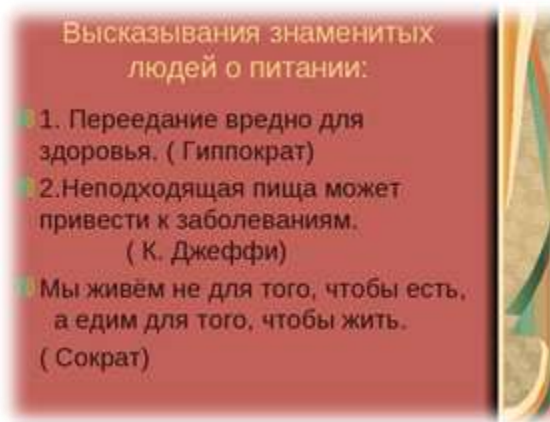 Высказывания знаменитых
людей о питании:
1. Переедание вредно для
здоровья. ( Гиппократ)
2.Неподходящая пища может
привести к заболеваниям.
( К. Джеффи)
Мы живём не для того, чтобы есть,
а едим для того, чтобы жить.
( Сократ)